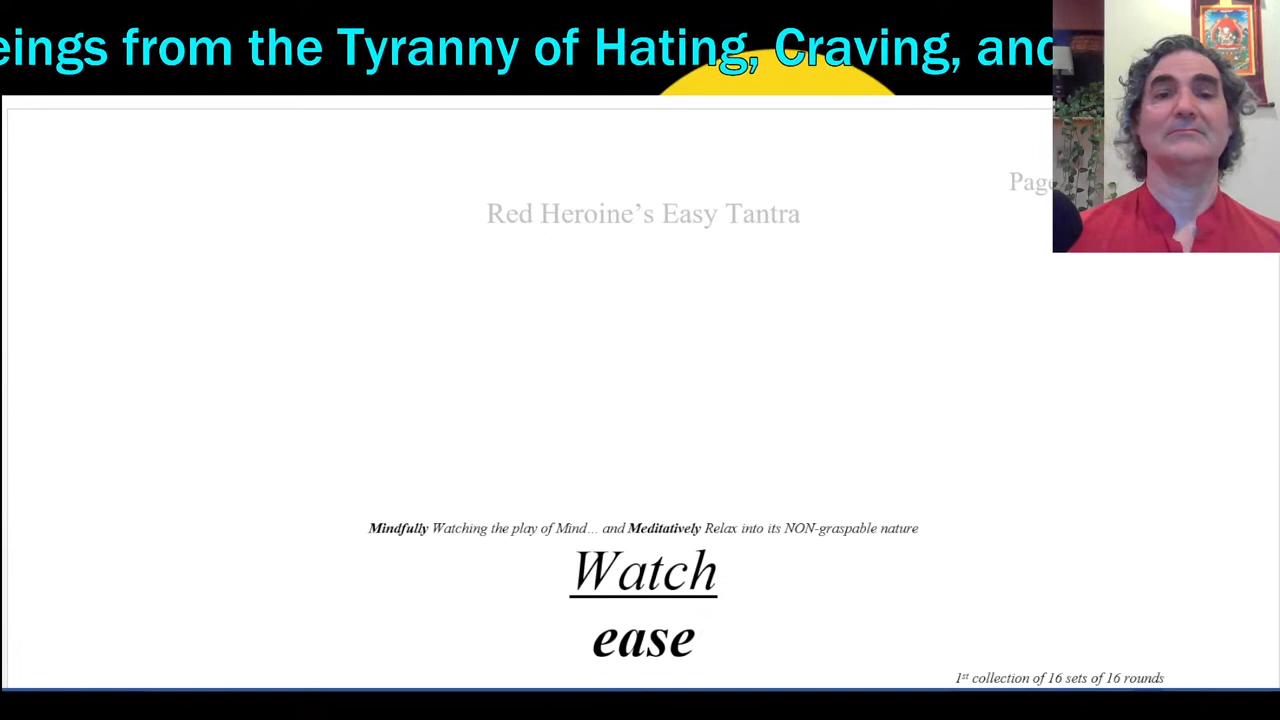 eings from the Tyranny of Hating, Craving, and
Page
Red Heroine’s Easy Tantra
Mindfully Watching the play of Mind... and Meditatively Relax into its NON-graspable nature
Watch
ease
1st collection of 16 sets of 16 rounds